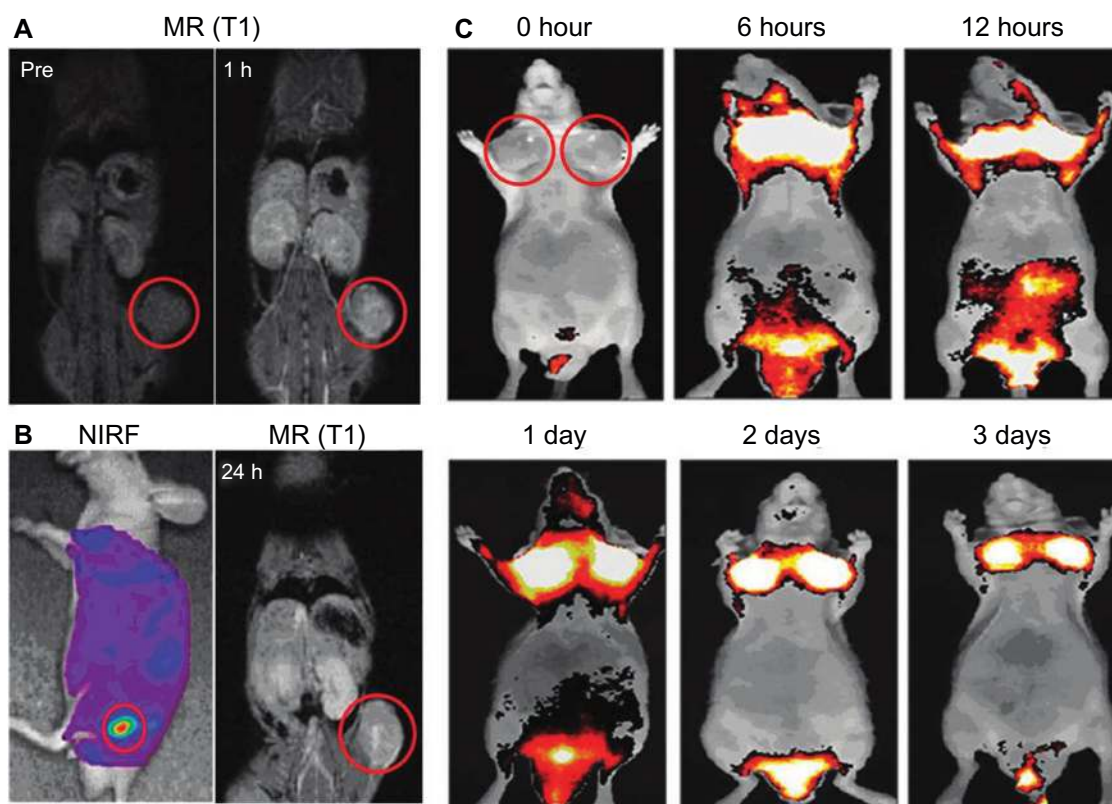 A MR (T1)
Pre 1 h
B NIRF MR (T1)
24 h
C 0 hour 6 hours 12 hours
1 day 2 days 3 days